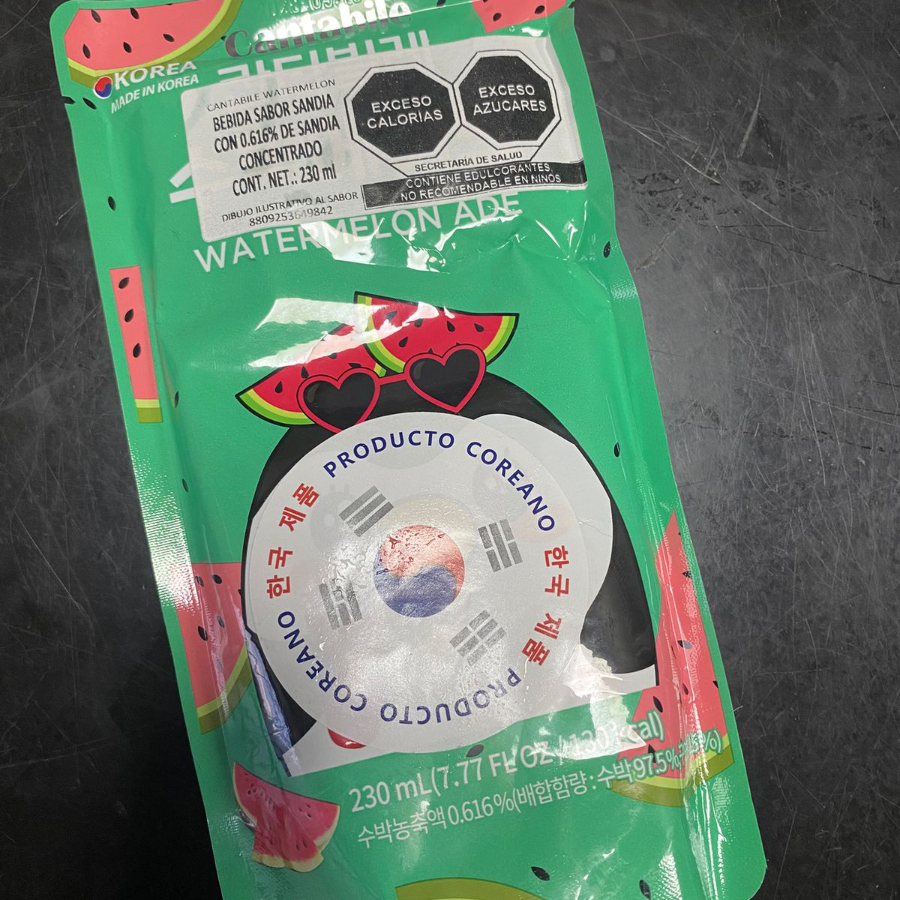 Cantabile
KOREA
MADE IN KOREA
CANTABILE WATERMELON
BEBIDA SABOR SANDIA
CON 0.616% DE SANDIA
CONCENTRADO
CONT. NET.: 230 ml
DIBUJO ILUSTRATIVO AL SABOR
8809253649842
EXCESO
CALORÍAS
EXCESO
AZÚCARES
SECRETARÍA DE SALUD
CONTIENE EDULCORANTES,
NO RECOMENDABLE EN NIÑOS
WATERMELON ADE
PRODUCTO COREANO 한국 제품
PRODUCTO COREANO 한국 제품
230 mL(7.77 FL OZ / kcal)
수박농축액 0.616%(배합함량: 수박 97.5%